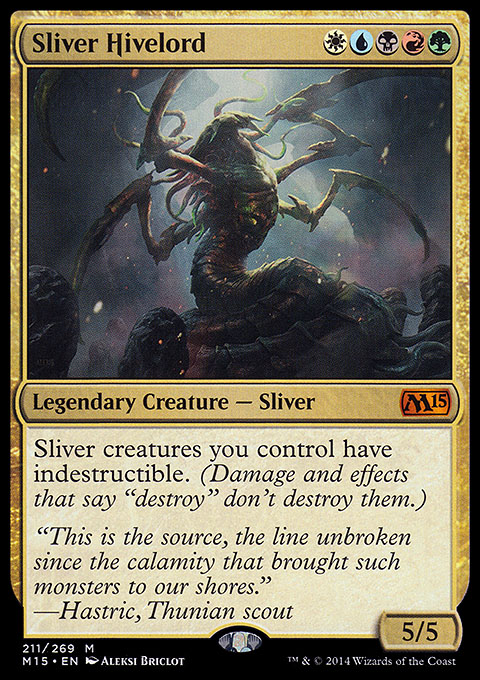 Sliver Hivelord
Legendary Creature — Sliver
M15
Sliver creatures you control have
indestructible. (Damage and effects
that say “destroy” don’t destroy them.)
“This is the source, the line unbroken
since the calamity that brought such
monsters to our shores.”
—Hastric, Thunian scout
5/5
211/269 M
M15 • EN ALEKSI BRICLOT
™ & © 2014 Wizards of the Coast